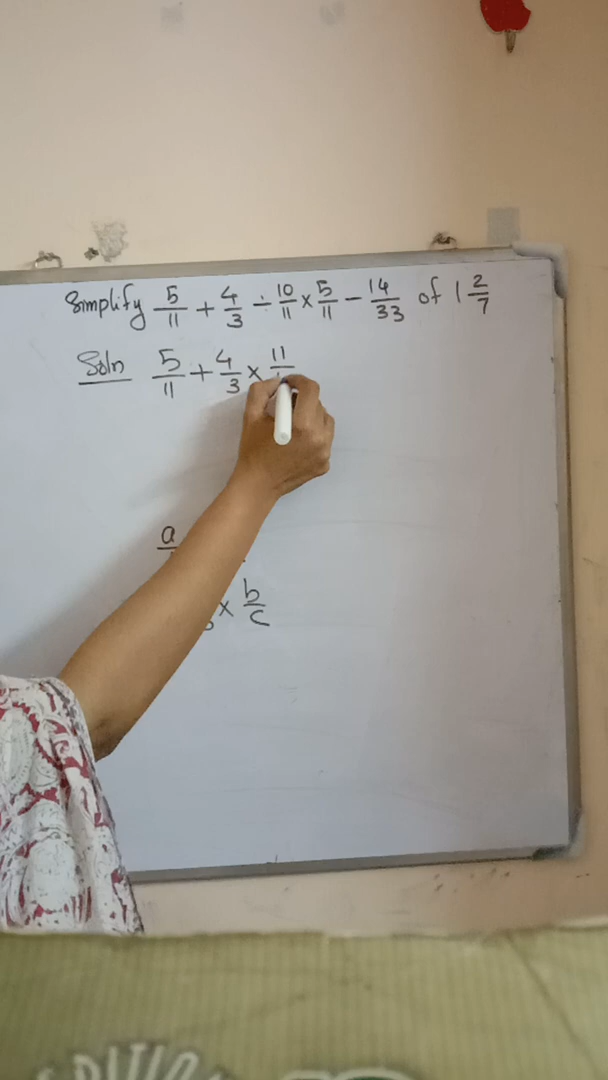 Simplify 5/11 + 4/3 ÷ 10/11 × 5/11 − 14/33 of 1 2/7
Soln 5/11 + 4/3 × 11
a
× b/c